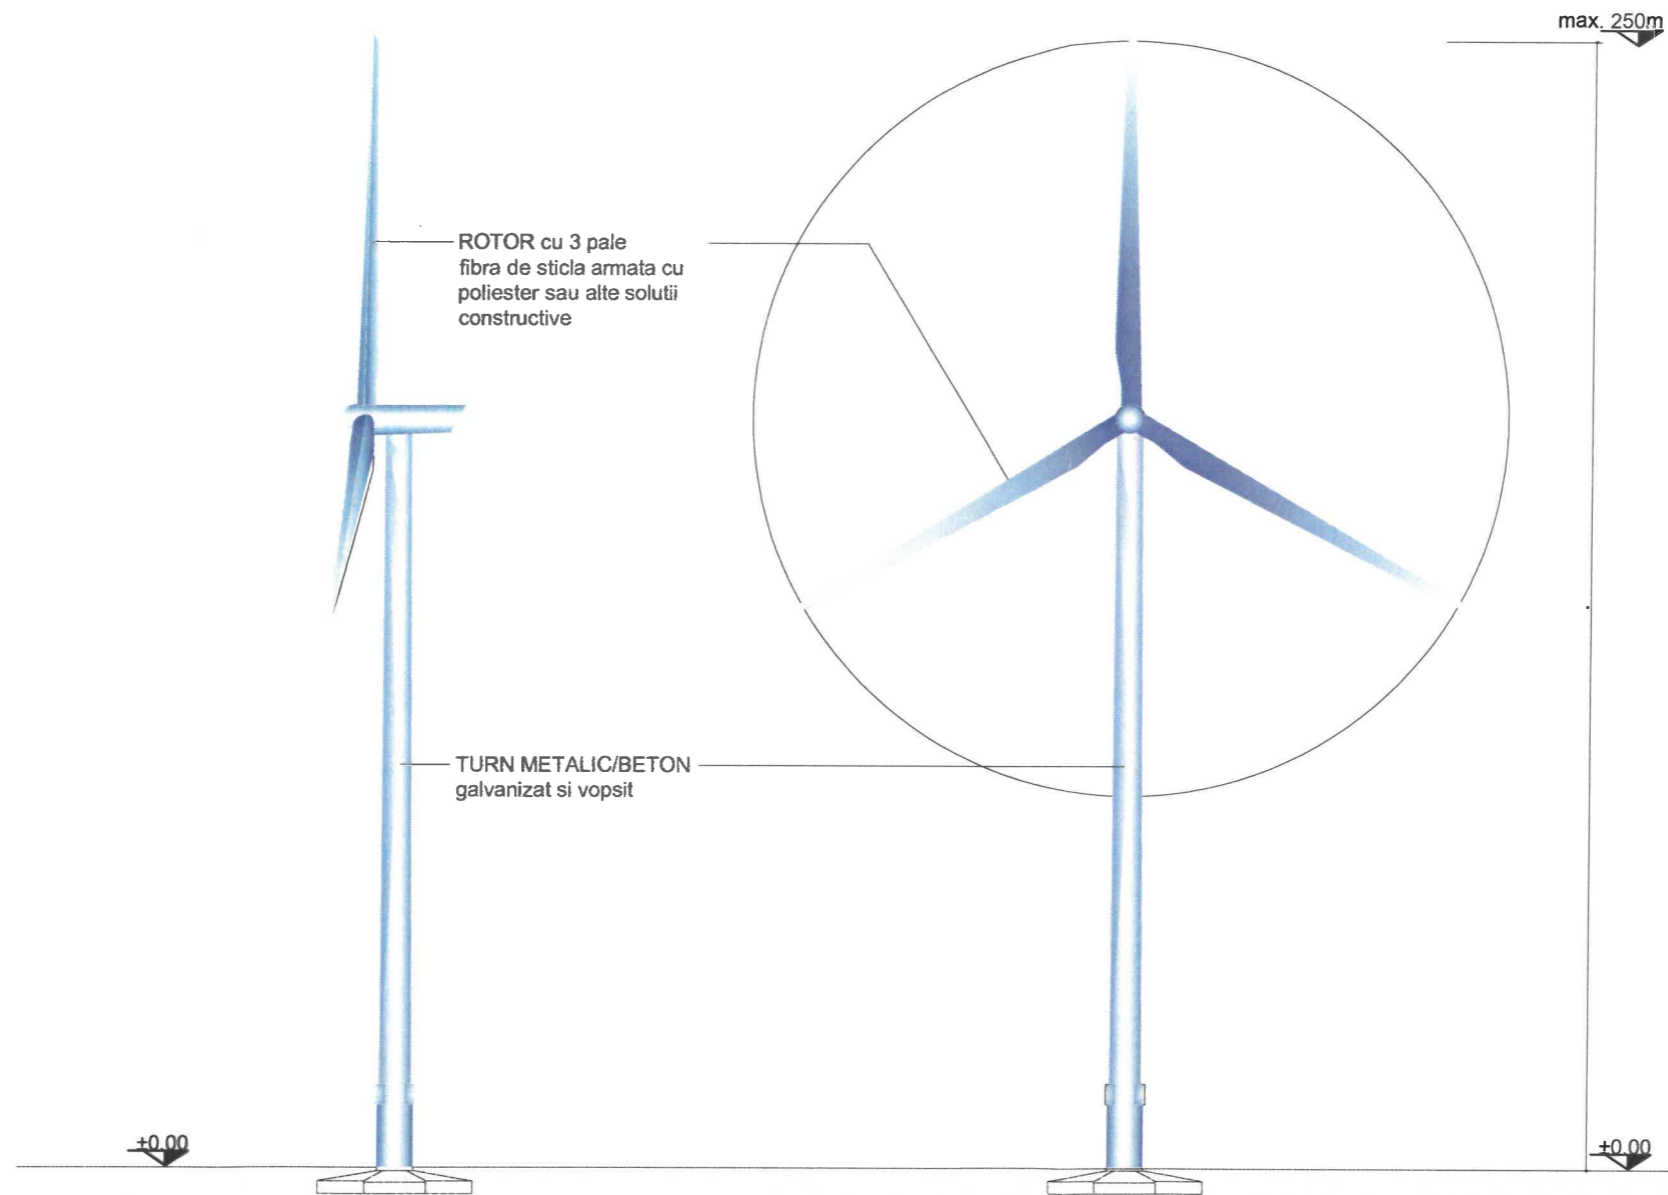 max. 250m
ROTOR cu 3 pale
fibra de sticla armata cu
poliester sau alte solutii
constructive
TURN METALIC/BETON
galvanizat si vopsit
±0.00
±0.00